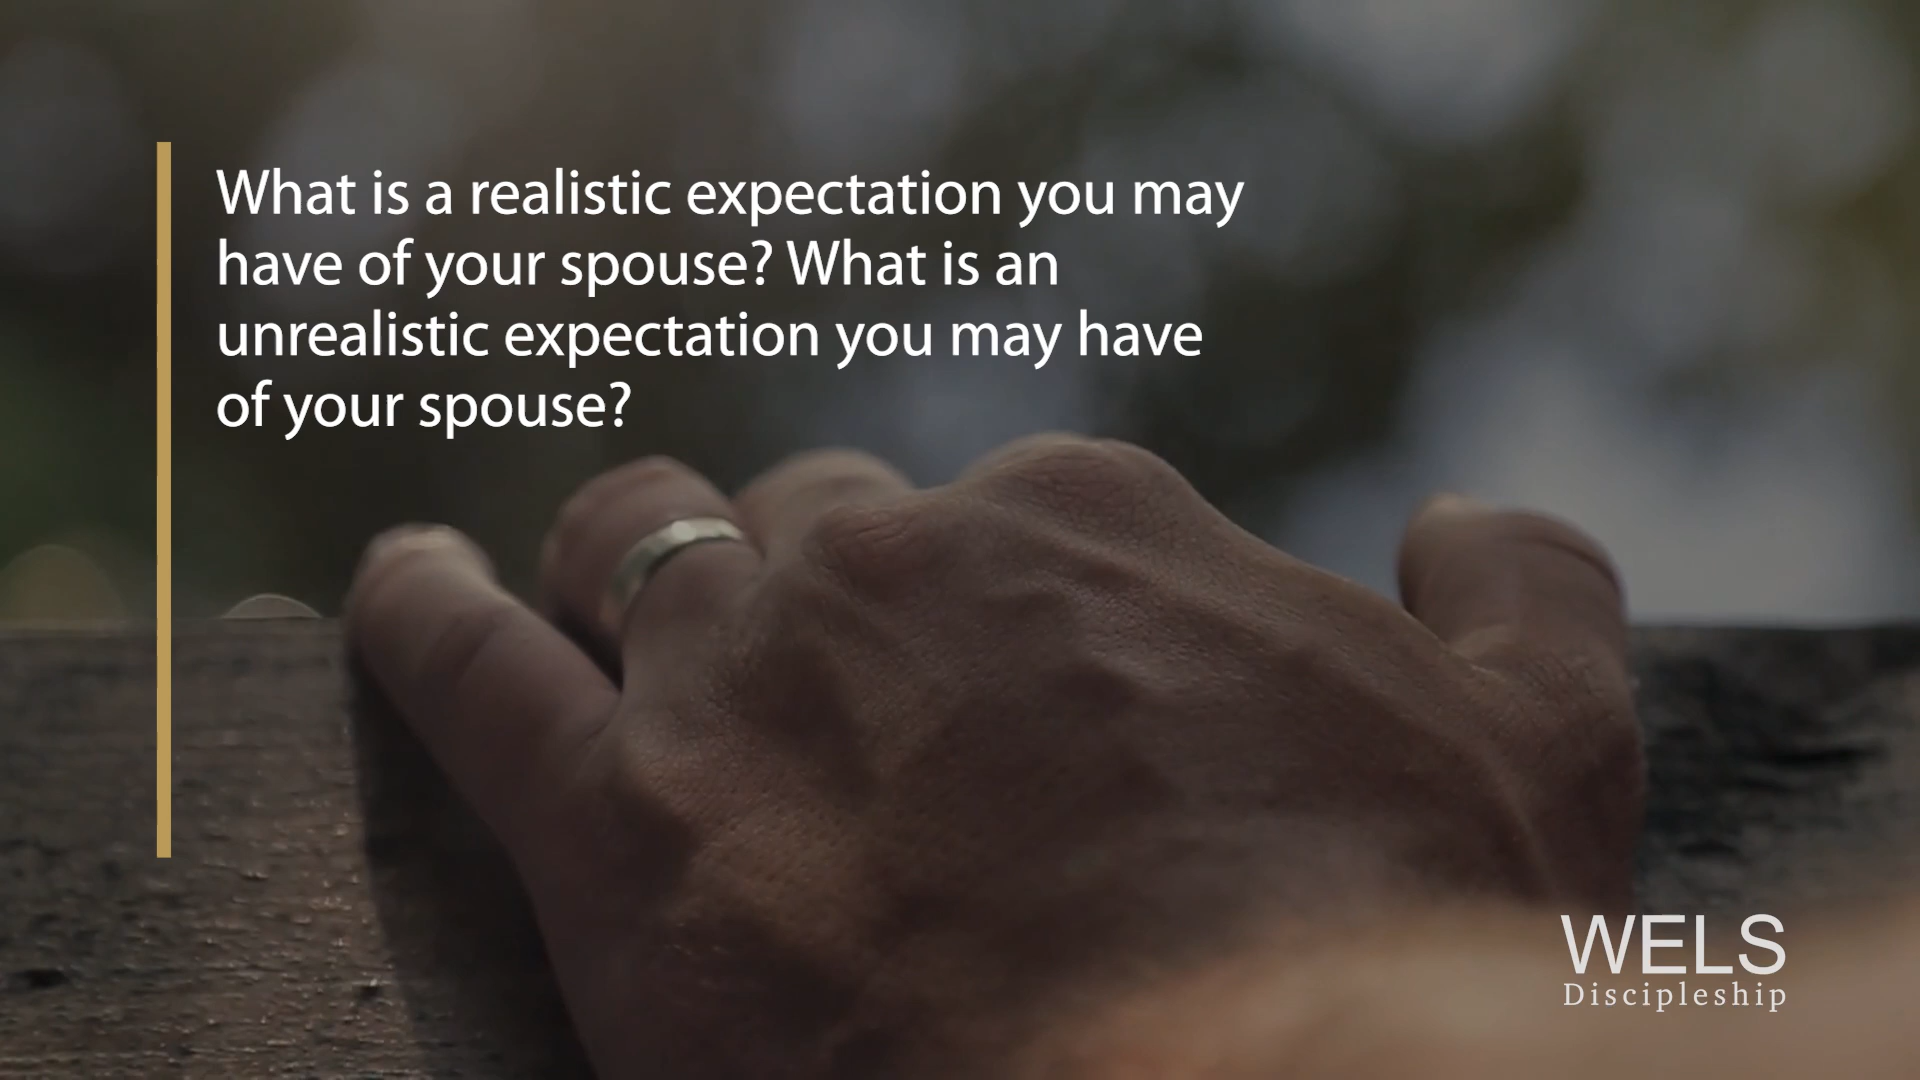 What is a realistic expectation you may
have of your spouse? What is an
unrealistic expectation you may have
of your spouse?
WELS
Discipleship